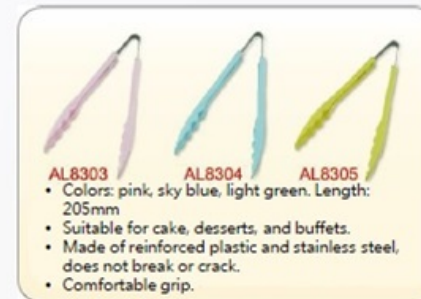 AL8303 AL8304 AL8305
• Colors: pink, sky blue, light green. Length:
205mm
• Suitable for cake, desserts, and buffets.
• Made of reinforced plastic and stainless steel,
does not break or crack.
• Comfortable grip.